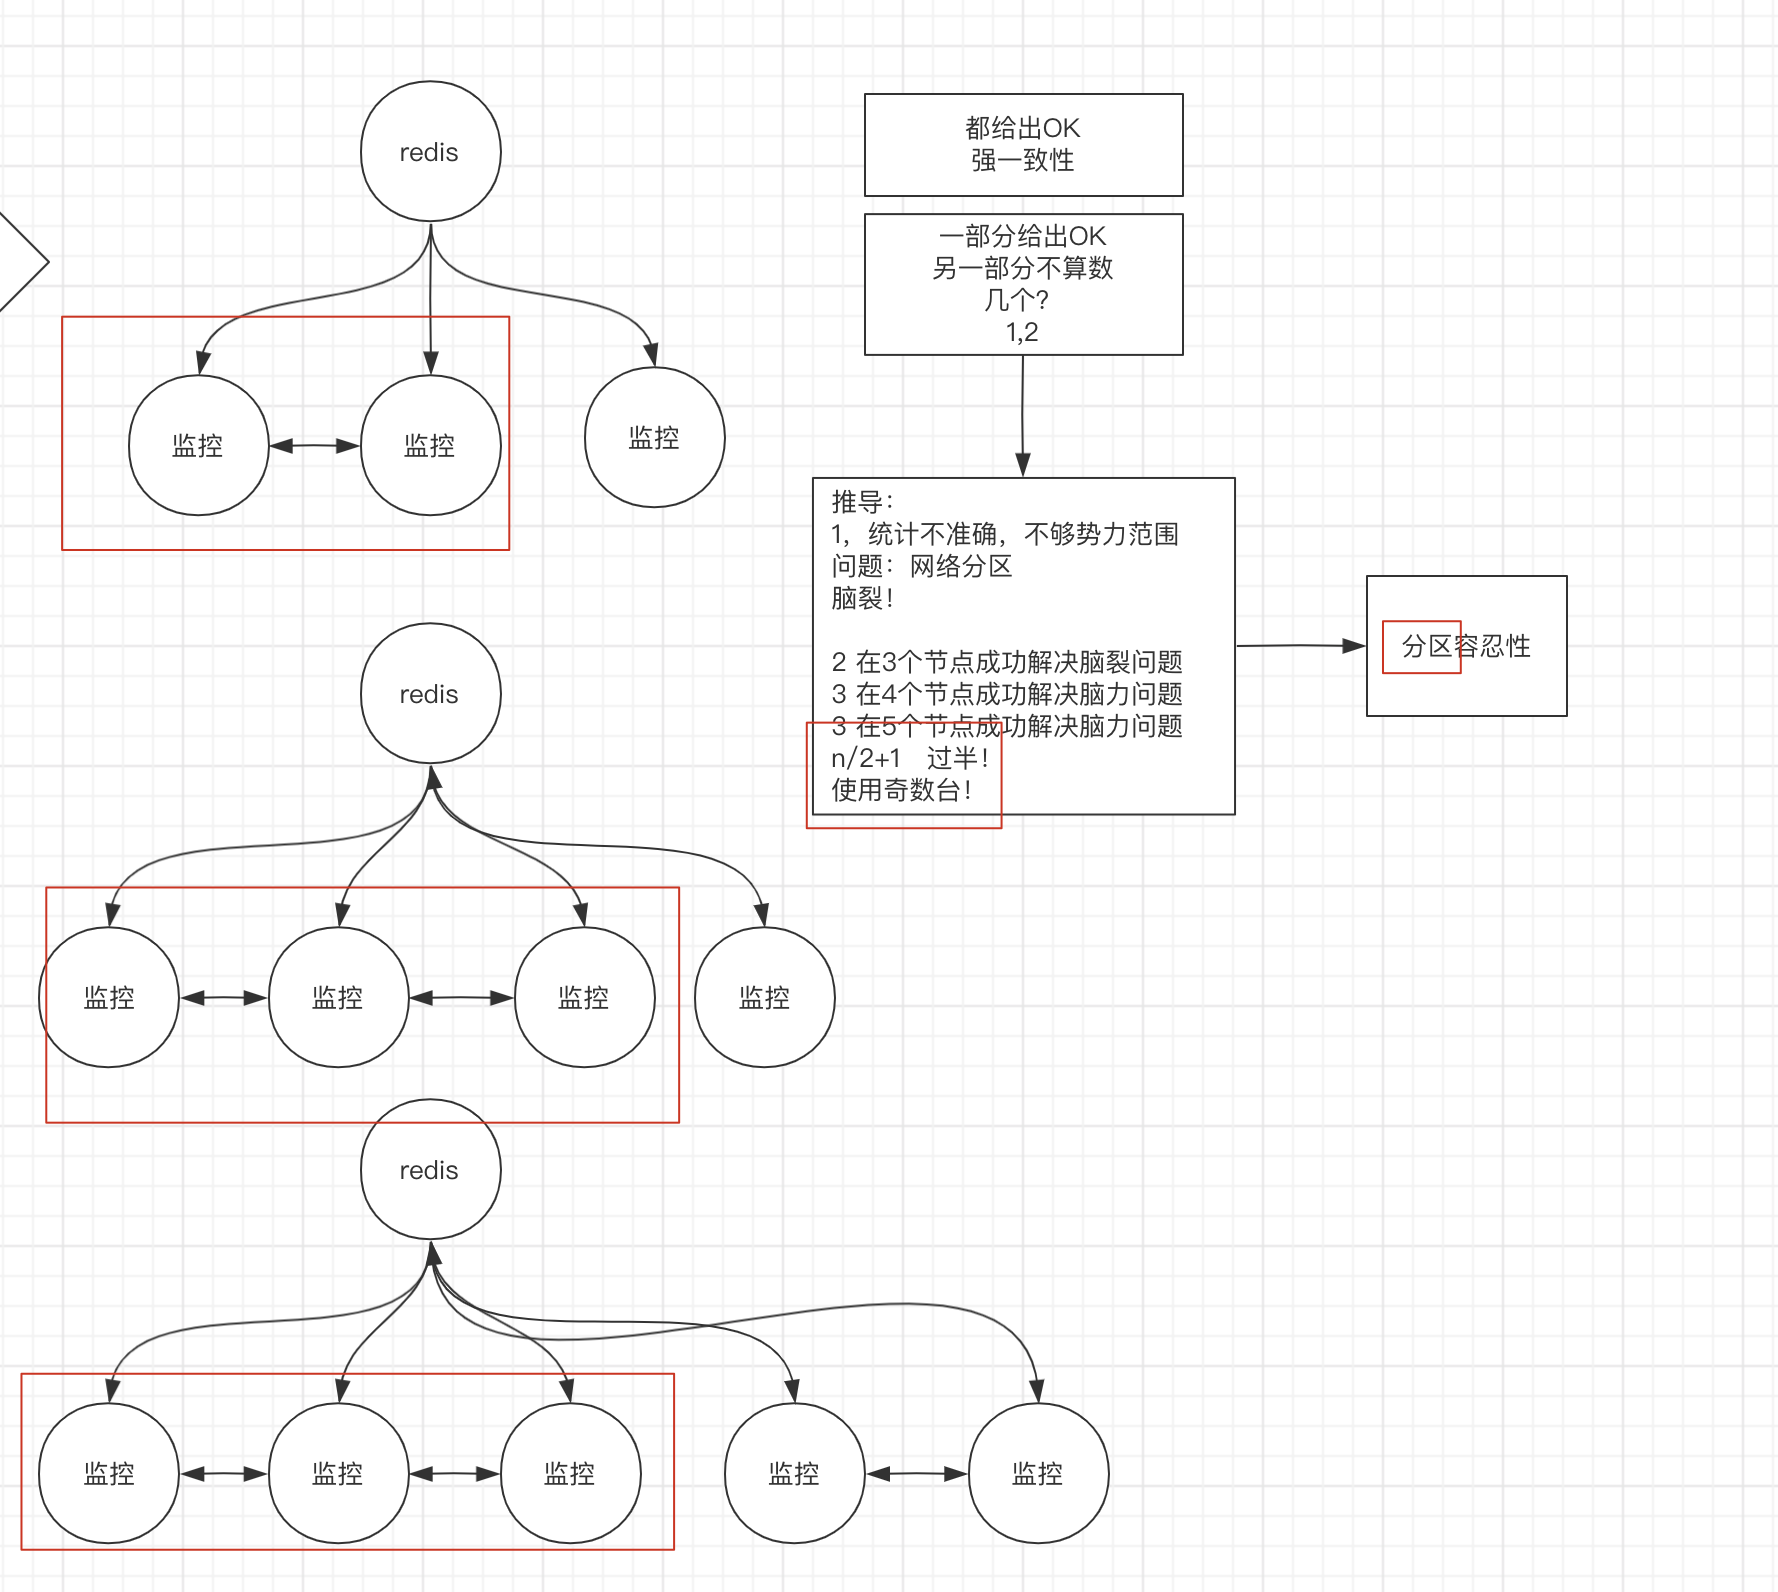 redis
监控
监控
监控
都给出OK
强一致性
一部分给出OK
另一部分不算数
几个？
1,2
推导：
1，统计不准确，不够势力范围
问题：网络分区
脑裂！
2 在3个节点成功解决脑裂问题
3 在4个节点成功解决脑力问题
3 在5个节点成功解决脑力问题
n/2+1 过半！
使用奇数台！
分区容忍性
redis
监控
监控
监控
监控
redis
监控
监控
监控
监控
监控